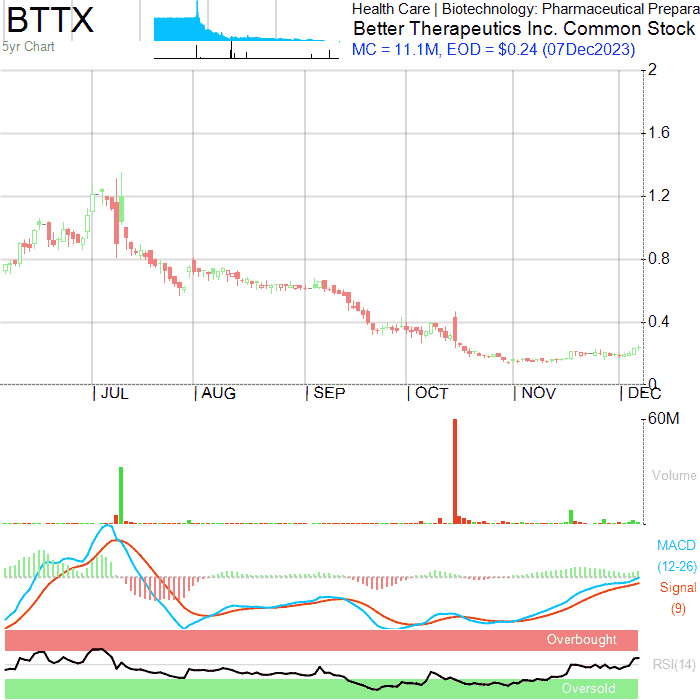 BTTX
5yr Chart
Health Care | Biotechnology: Pharmaceutical Prepara
Better Therapeutics Inc. Common Stock
MC = 11.1M, EOD = $0.24 (07Dec2023)
2
1.6
1.2
0.8
0.4
0
JUL
AUG
SEP
OCT
NOV
DEC
60M
Volume
MACD
(12-26)
Signal
(9)
Overbought
RSI(14)
Oversold